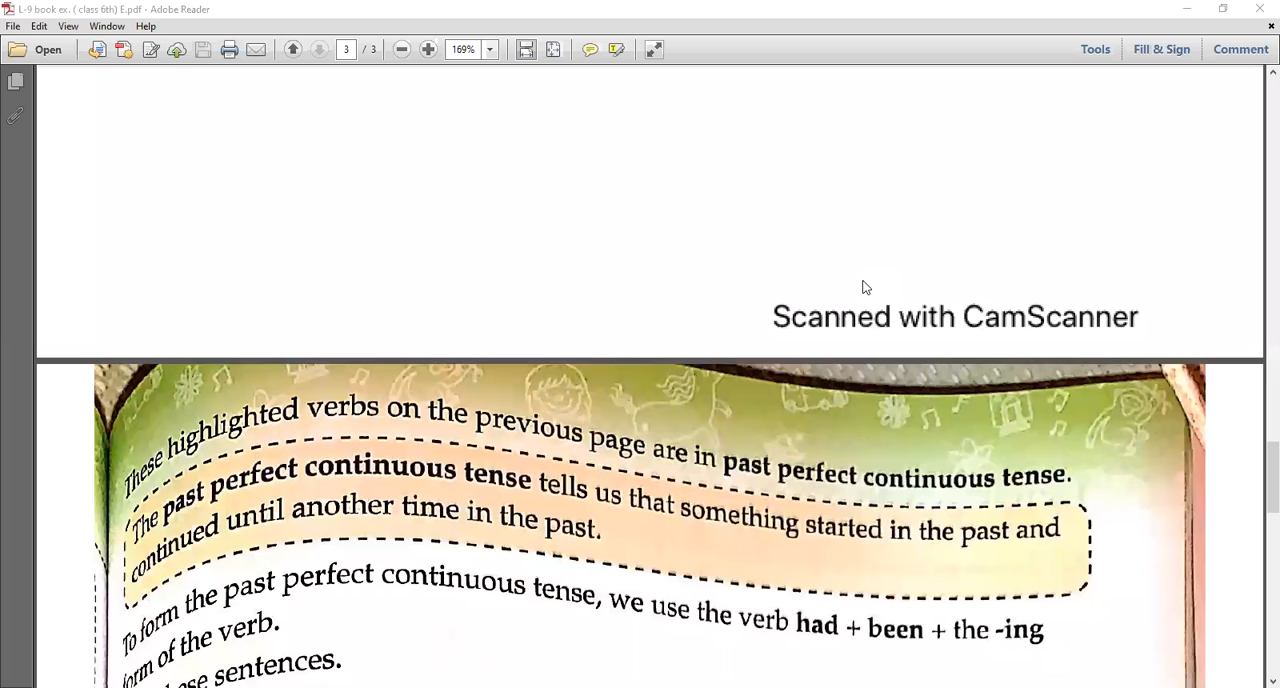 L-9 book ex. ( class 6th) E.pdf - Adobe Reader
File Edit View Window Help
Open 3 / 3 169% Tools Fill & Sign Comment
Scanned with CamScanner
These highlighted verbs on the previous page are in past perfect continuous tense.
The past perfect continuous tense tells us that something started in the past and
continued until another time in the past.
To form the past perfect continuous tense, we use the verb had + been + the -ing
form of the verb.
sentences.